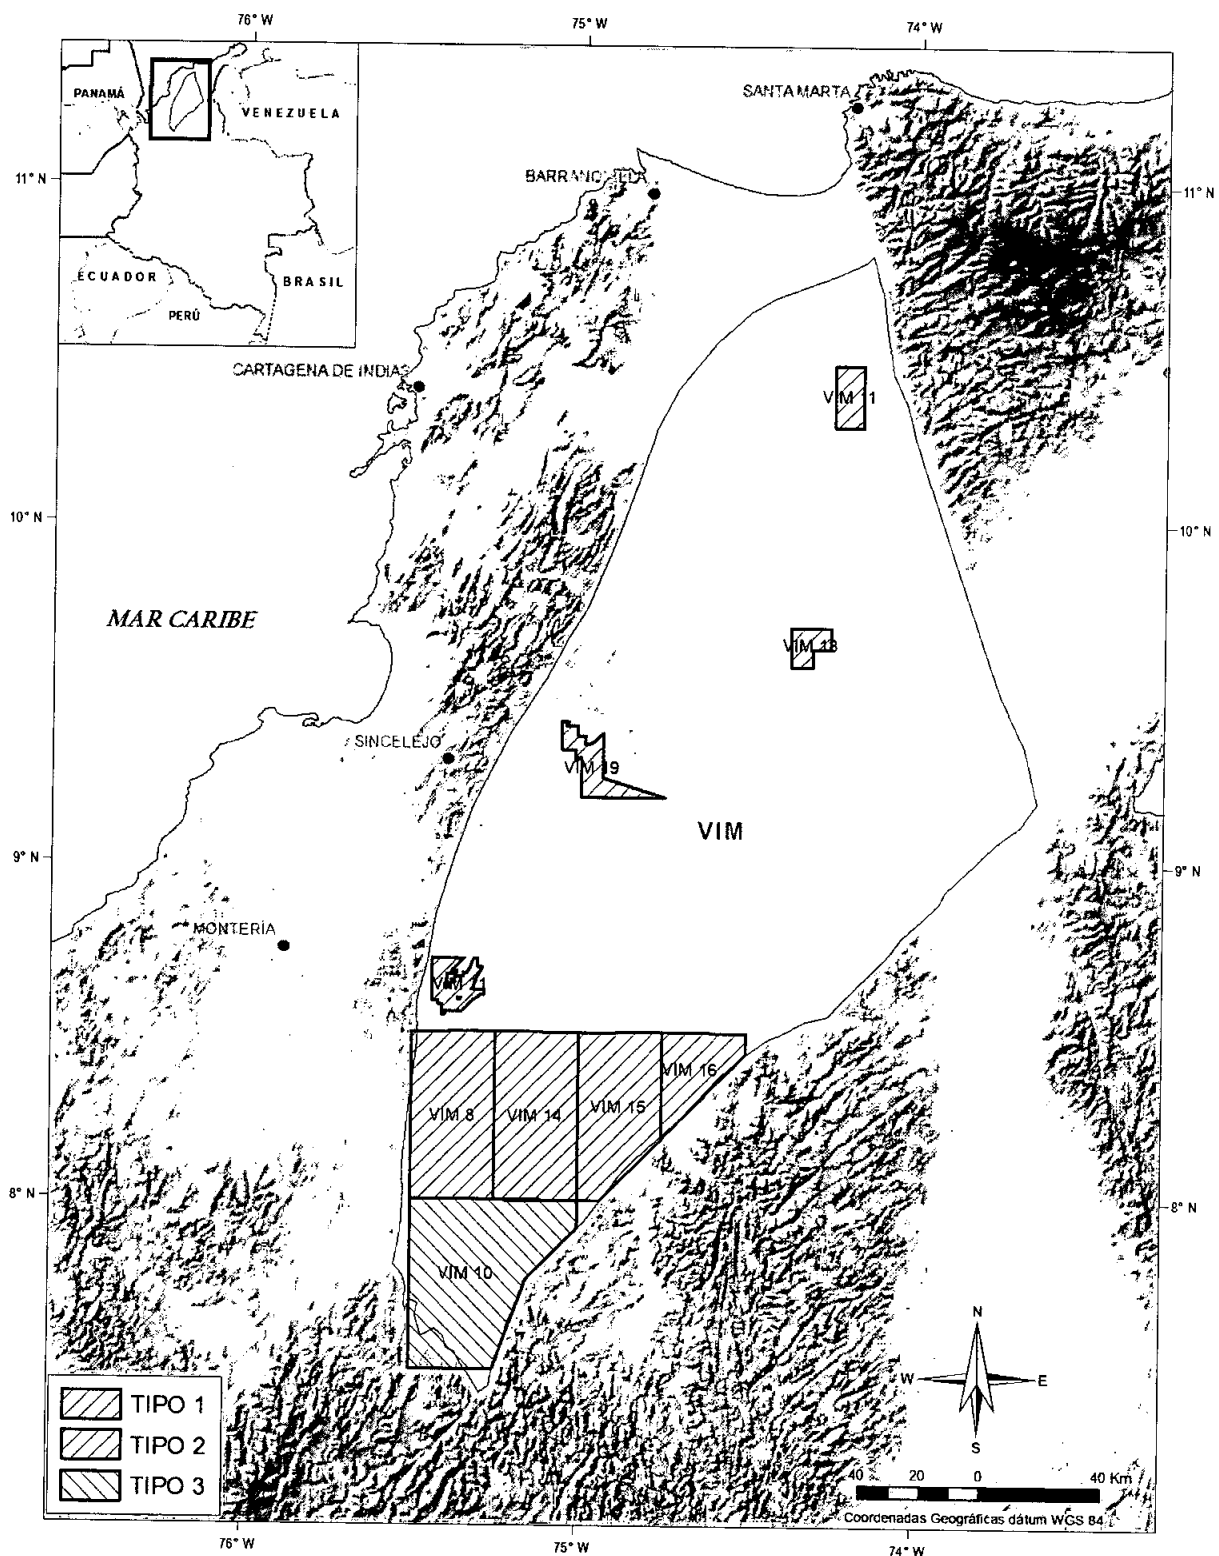 76° W
75° W
74° W
PANAMÁ
VENEZUELA
ECUADOR
BRASIL
PERÚ
SANTA MARTA
BARRANQUILLA
11° N
11° N
CARTAGENA DE INDIAS
VIM 11
10° N
10° N
MAR CARIBE
VIM 13
SINCELEJO
VIM 19
VIM
9° N
9° N
MONTERÍA
VIM 16
VIM 8
VIM 14
VIM 15
8° N
8° N
VIM 10
N
W
E
S
TIPO 1
TIPO 2
TIPO 3
40 20 0 40 Km
Coordenadas Geográficas dátum WGS 84
76° W
75° W
74° W